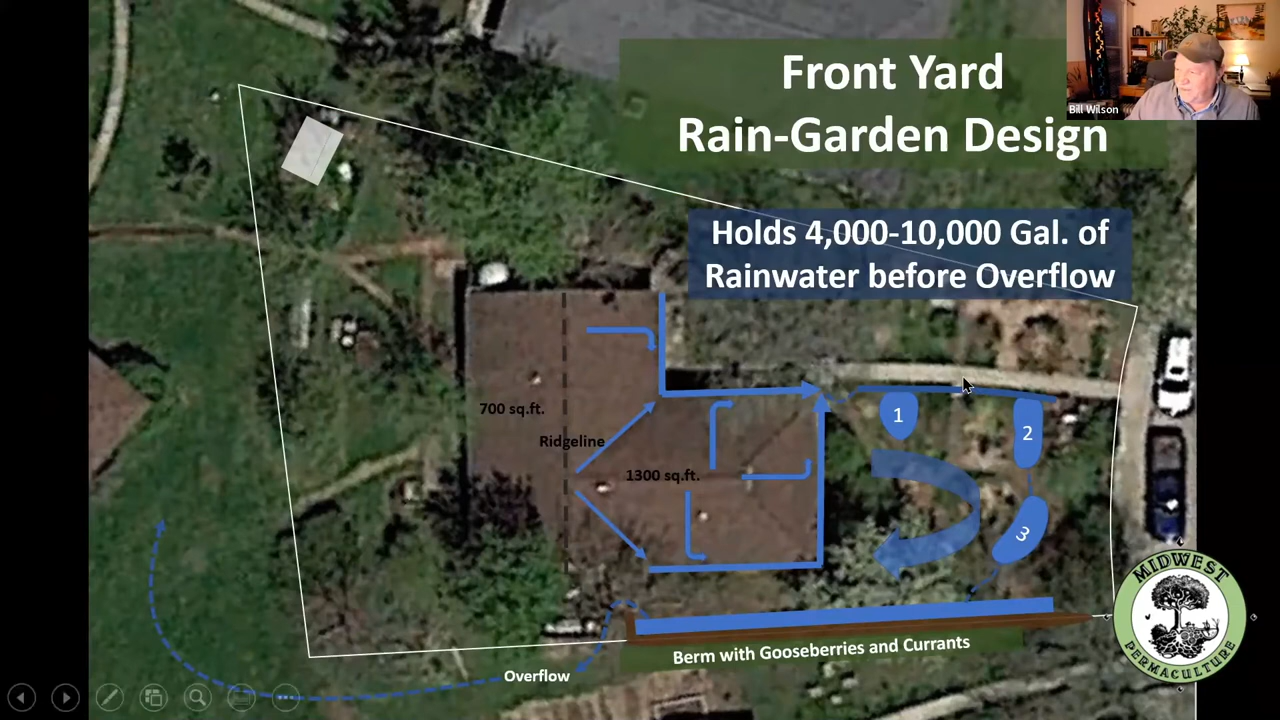 Front Yard
Rain-Garden Design
Bill Wilson
Holds 4,000-10,000 Gal. of
Rainwater before Overflow
700 sq.ft.
Ridgeline
1300 sq.ft.
1
2
3
Berm with Gooseberries and Currants
Overflow
MIDWEST
PERMACULTURE